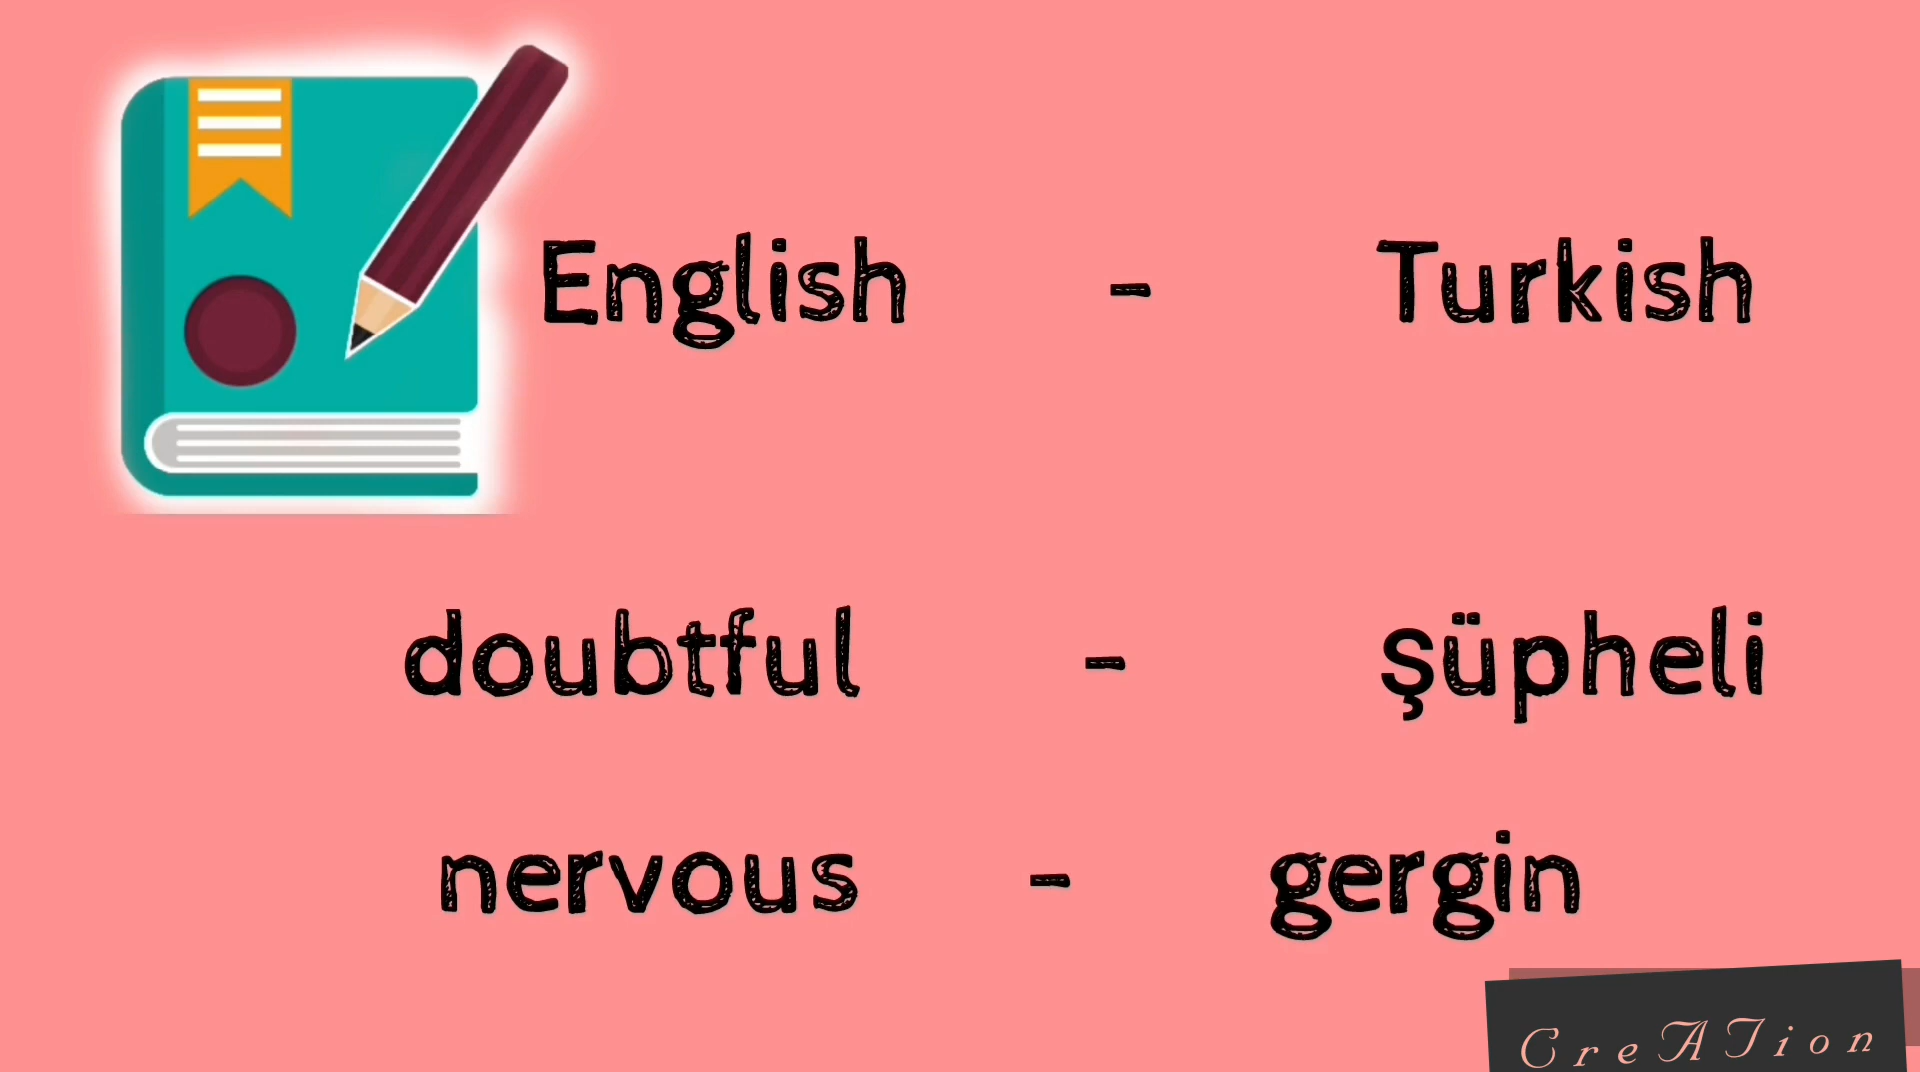 English - Turkish
doubtful - şüpheli
nervous - gergin
CreATion